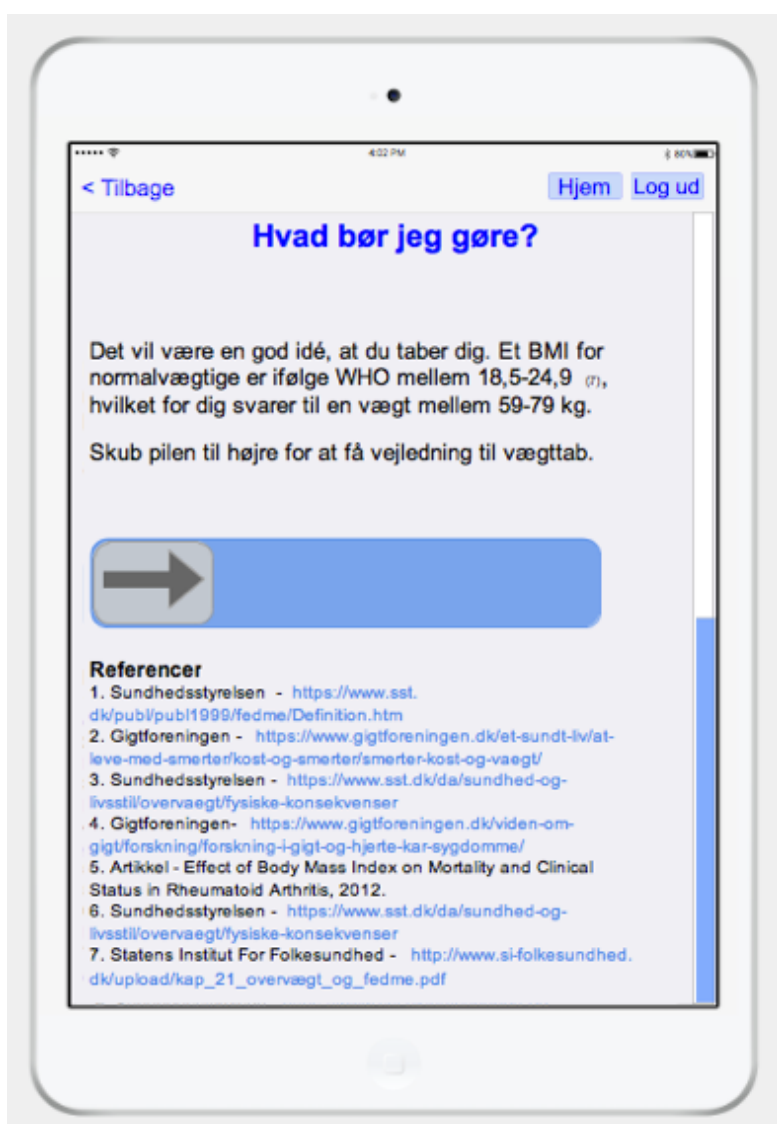 4:02 PM
80%
< Tilbage
Hjem
Log ud
Hvad bør jeg gøre?
Det vil være en god idé, at du taber dig. Et BMI for
normalvægtige er ifølge WHO mellem 18,5-24,9 (7),
hvilket for dig svarer til en vægt mellem 59-79 kg.
Skub pilen til højre for at få vejledning til vægttab.
Referencer
1. Sundhedsstyrelsen - https://www.sst.
dk/publ/publ1999/fedme/Definition.htm
2. Gigtforeningen - https://www.gigtforeningen.dk/et-sundt-liv/at-
leve-med-smerter/kost-og-smerter/smerter-kost-og-vaegt/
3. Sundhedsstyrelsen - https://www.sst.dk/da/sundhed-og-
livsstil/overvaegt/fysiske-konsekvenser
4. Gigtforeningen- https://www.gigtforeningen.dk/viden-om-
gigt/forskning/forskning-i-gigt-og-hjerte-kar-sygdomme/
5. Artikkel - Effect of Body Mass Index on Mortality and Clinical
Status in Rheumatoid Arthritis, 2012.
6. Sundhedsstyrelsen - https://www.sst.dk/da/sundhed-og-
livsstil/overvaegt/fysiske-konsekvenser
7. Statens Institut For Folkesundhed - http://www.si-folkesundhed.
dk/upload/kap_21_overvægt_og_fedme.pdf